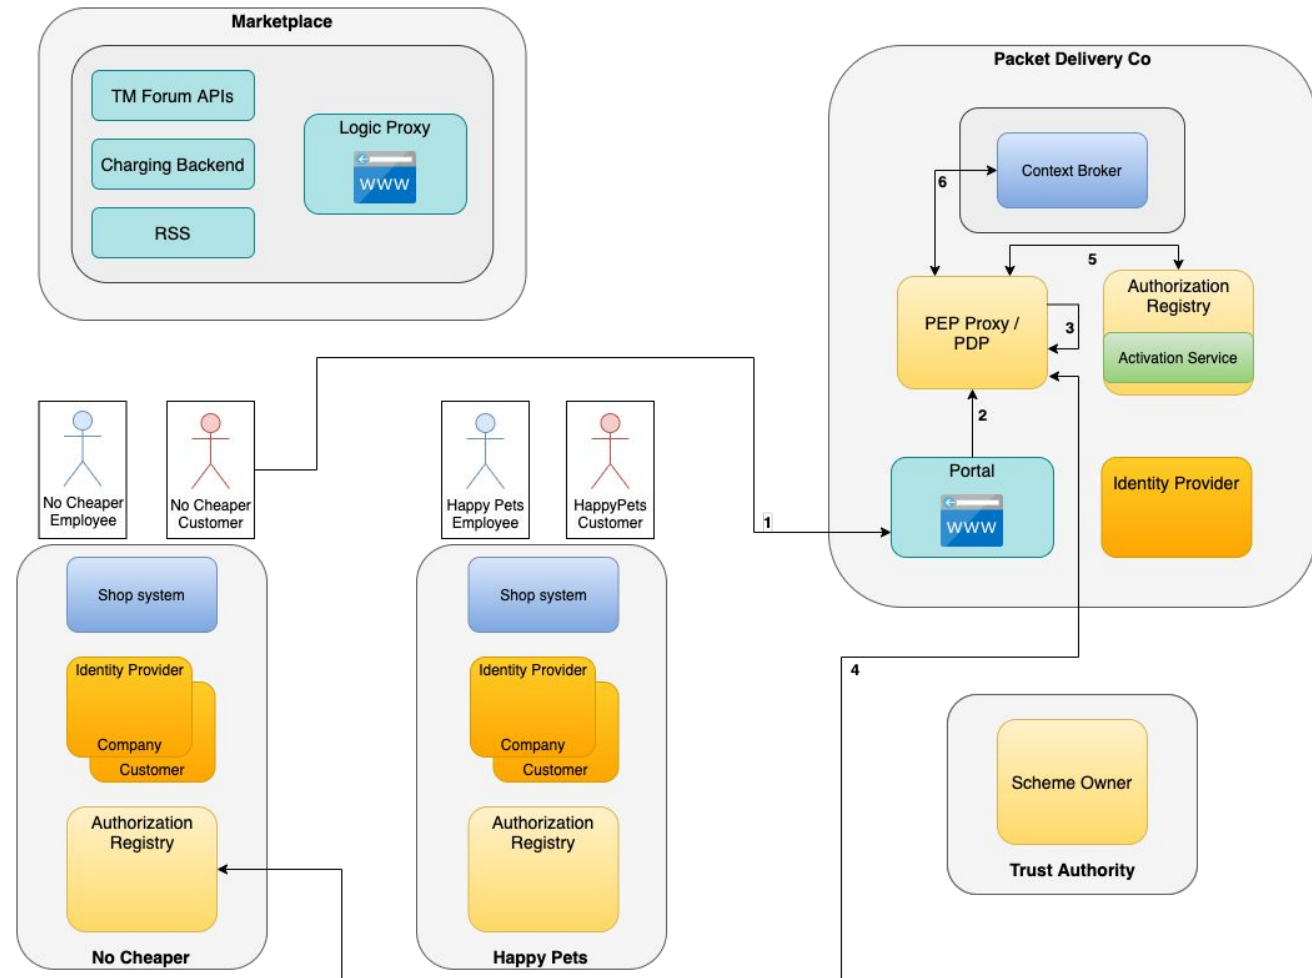 Marketplace
TM Forum APIs
Charging Backend
RSS
Logic Proxy
WWW
Packet Delivery Co
Context Broker
6
5
PEP Proxy /
PDP
3
Authorization
Registry
Activation Service
2
Portal
WWW
Identity Provider
1
4
No Cheaper
Employee
No Cheaper
Customer
Happy Pets
Employee
HappyPets
Customer
Shop system
Identity Provider
Company
Customer
Authorization
Registry
No Cheaper
Shop system
Identity Provider
Company
Customer
Authorization
Registry
Happy Pets
Scheme Owner
Trust Authority